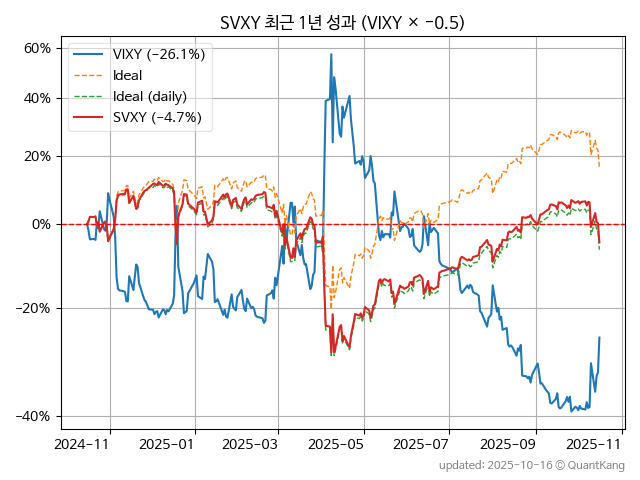 SVXY 최근 1년 성과 (VIXY × −0.5)
VIXY (−26.1%)
Ideal
Ideal (daily)
SVXY (−4.7%)
60%
40%
20%
0%
−20%
−40%
2024-11
2025-01
2025-03
2025-05
2025-07
2025-09
2025-11
updated: 2025-10-16 © QuantKang